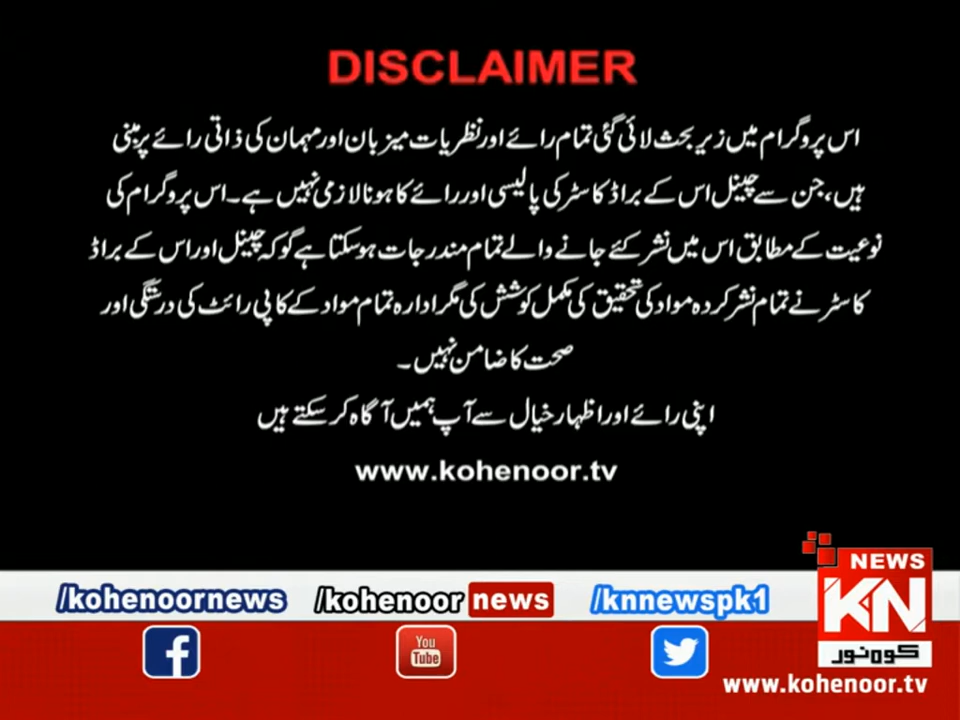 DISCLAIMER
اس پروگرام میں زیر بحث لائی گئی تمام رائے اور نظریات میزبان اور مہمان کی ذاتی رائے پر مبنی
ہیں، جن سے چینل اس کے براڈ کاسٹر کی پالیسی اور رائے کا ہونا لازمی نہیں ہے۔ اس پروگرام کی
نوعیت کے مطابق اس میں نشر کئے جانے والے تمام مندرجات ہو سکتا ہے گو کہ چینل اور اس کے براڈ
کاسٹر نے تمام نشر کردہ مواد کی تحقیق کی مکمل کوشش کی مگر ادارہ تمام مواد کے کاپی رائٹ کی درستگی اور
صحت کا ضامن نہیں۔
اپنی رائے اور اظہار خیال سے آپ ہمیں آگاہ کر سکتے ہیں
www.kohenoor.tv
/kohenoornews /kohenoor news /knnewspk1
f You Tube
NEWS
KN
کوہ نور
www.kohenoor.tv